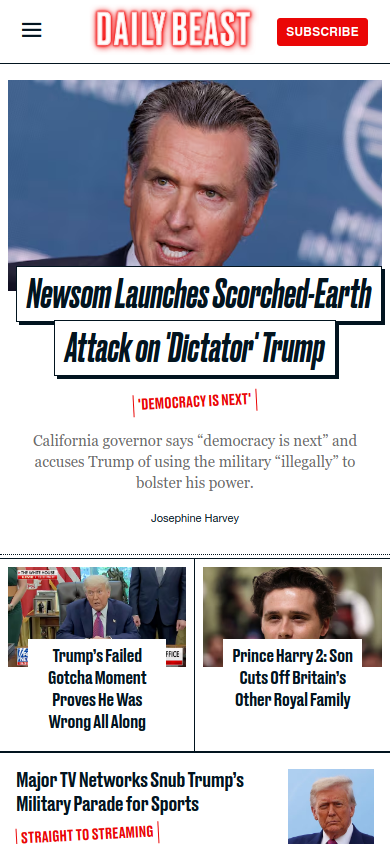 DAILY BEAST
SUBSCRIBE
Newsom Launches Scorched-Earth
Attack on 'Dictator' Trump
'DEMOCRACY IS NEXT'
California governor says “democracy is next” and
accuses Trump of using the military “illegally” to
bolster his power.
Josephine Harvey
THE WHITE HOUSE
Trump’s Failed
Gotcha Moment
Proves He Was
Wrong All Along
Prince Harry 2: Son
Cuts Off Britain’s
Other Royal Family
Major TV Networks Snub Trump’s
Military Parade for Sports
STRAIGHT TO STREAMING